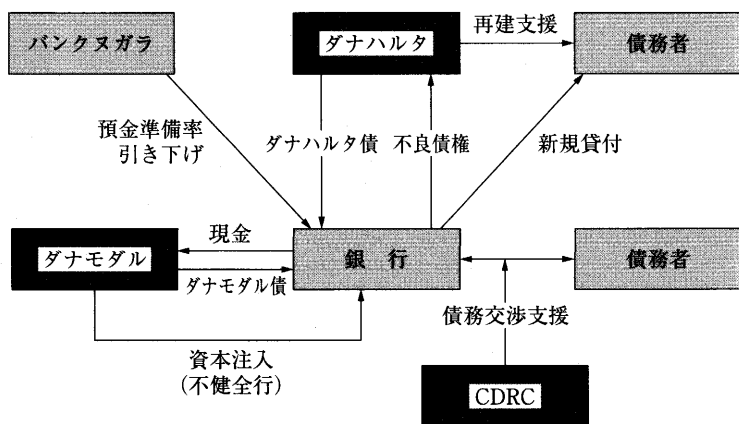 バンクヌガラ
ダナハルタ
再建支援
債務者
預金準備率
引き下げ
ダナハルタ債
不良債権
新規貸付
ダナモダル
現金
ダナモダル債
銀 行
債務者
債務交渉支援
資本注入
(不健全行)
CDRC